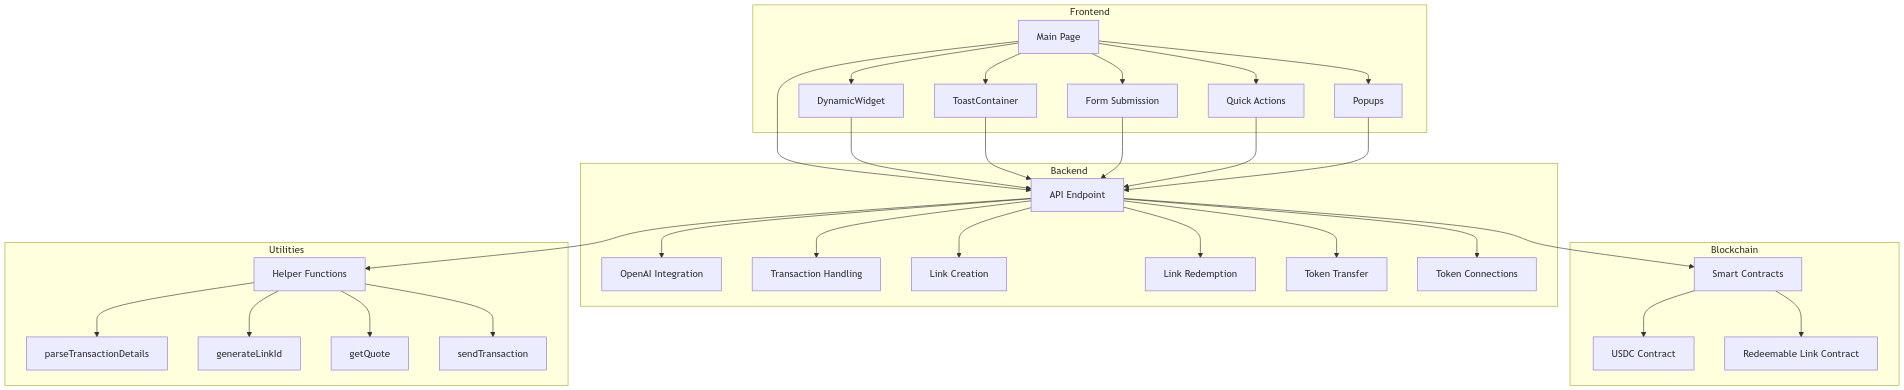 Frontend
Main Page
DynamicWidget
ToastContainer
Form Submission
Quick Actions
Popups
Backend
API Endpoint
OpenAI Integration
Transaction Handling
Link Creation
Link Redemption
Token Transfer
Token Connections
Utilities
Helper Functions
parseTransactionDetails
generateLinkId
getQuote
sendTransaction
Blockchain
Smart Contracts
USDC Contract
Redeemable Link Contract